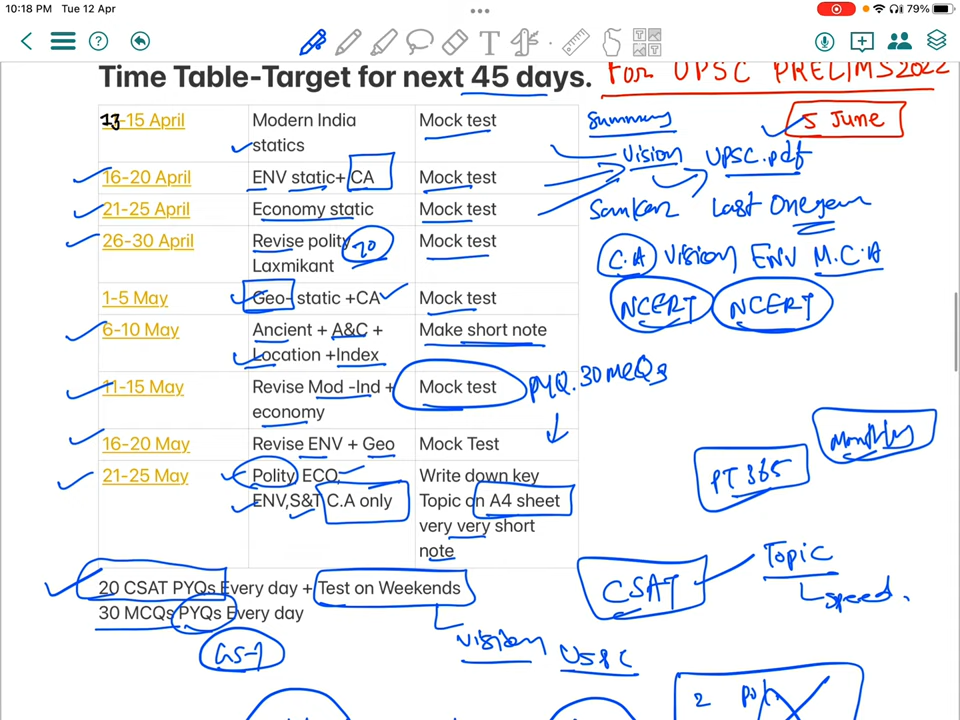 10:18 PM Tue 12 Apr
79%
Time Table-Target for next 45 days. For UPSC PRELIMS 2022
13-15 April Modern India Mock test
statics
16-20 April ENV static+ CA Mock test
21-25 April Economy static Mock test
26-30 April Revise polity 20 Mock test
Laxmikant
1-5 May Geo- static +CA Mock test
6-10 May Ancient + A&C + Make short note
Location +Index
11-15 May Revise Mod -Ind + Mock test
economy
16-20 May Revise ENV + Geo Mock Test
21-25 May Polity, ECO, Write down key
ENV,S&T C.A only Topic on A4 sheet
very very short
note
20 CSAT PYQs Every day + Test on Weekends
30 MCQs PYQs Every day
GS-1
Vision USPC
5 June
Summary
Vision UPSC.pdf
Sankar Last One year
C.A Vision ENV M.C.A
NCERT NCERT
PYQ. 30 MCQs
Monthly
PT 365
CSAT Topic
speed.
2